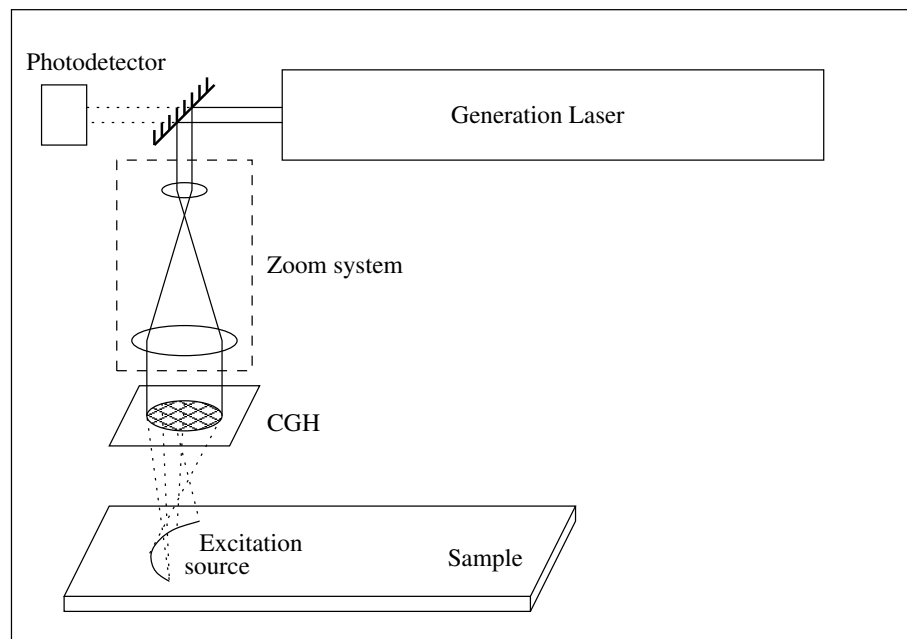 Photodetector
Generation Laser
Zoom system
CGH
Excitation
source
Sample